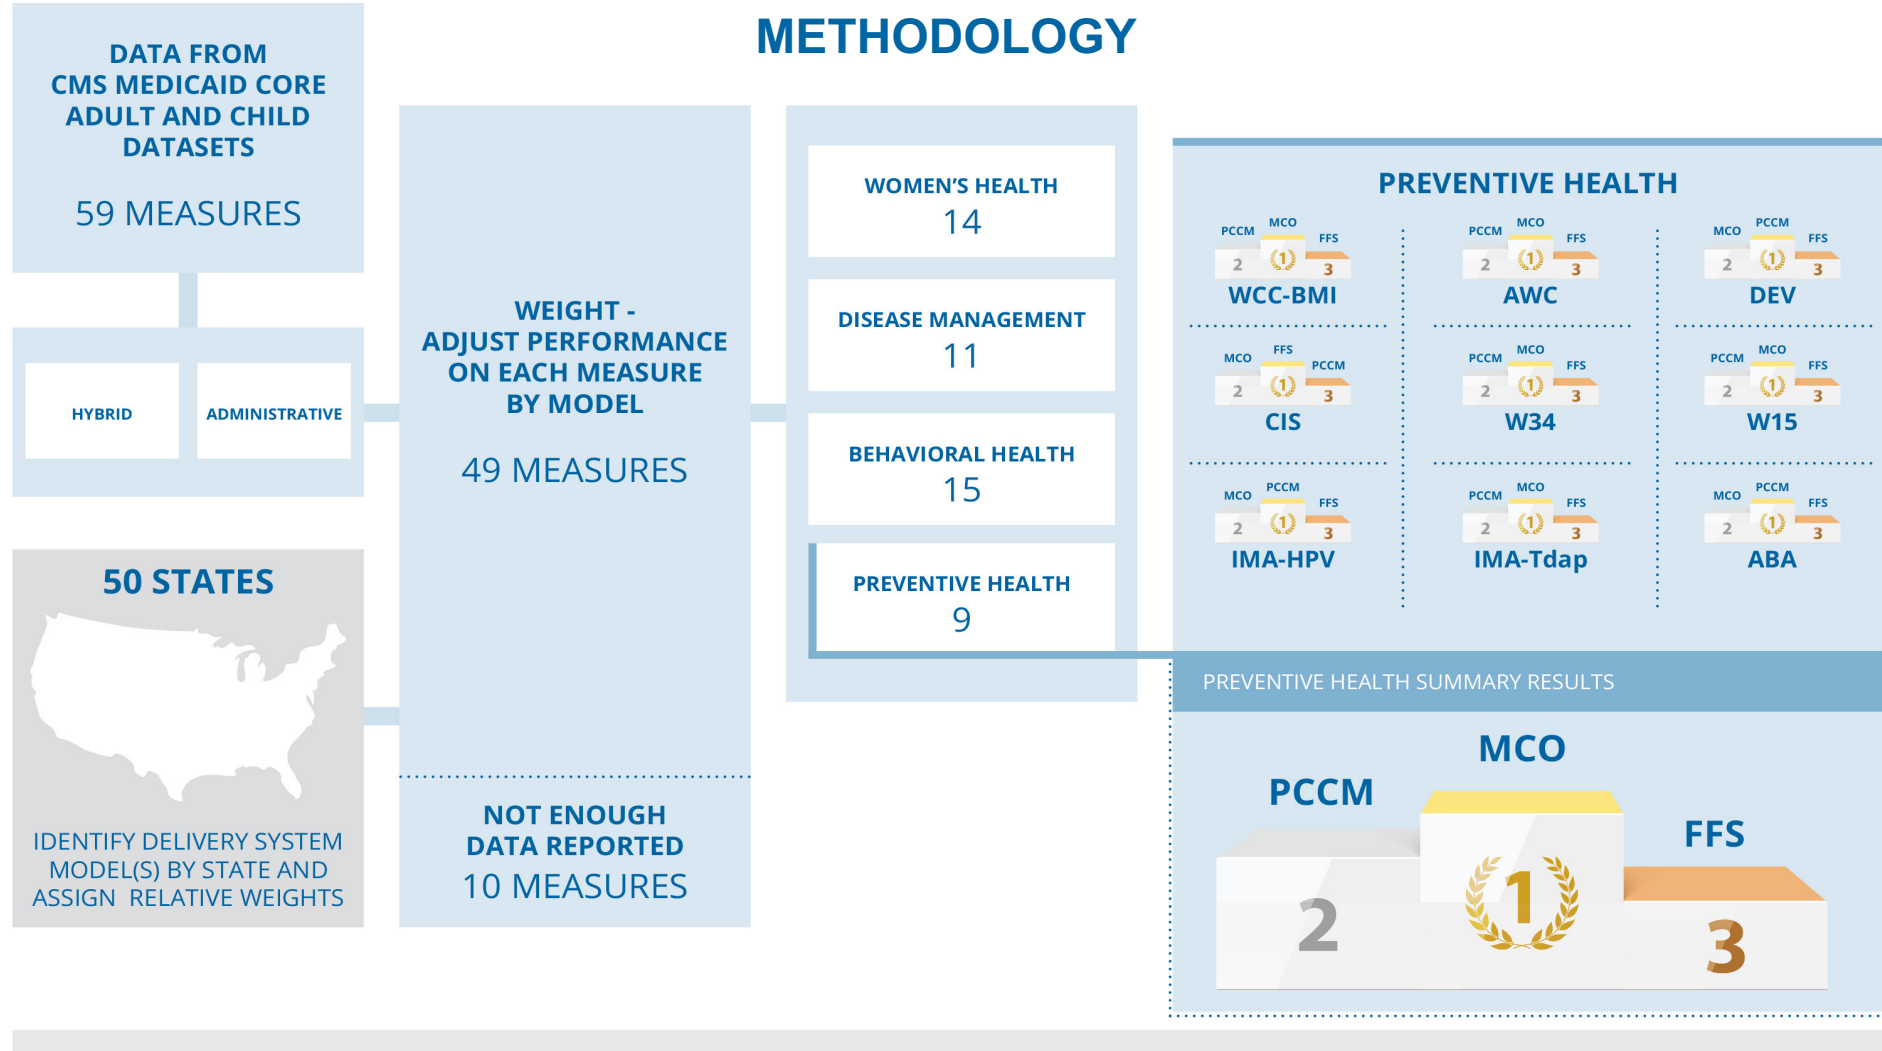 METHODOLOGY
DATA FROM
CMS MEDICAID CORE
ADULT AND CHILD
DATASETS
59 MEASURES
HYBRID
ADMINISTRATIVE
50 STATES
IDENTIFY DELIVERY SYSTEM
MODEL(S) BY STATE AND
ASSIGN RELATIVE WEIGHTS
WEIGHT -
ADJUST PERFORMANCE
ON EACH MEASURE
BY MODEL
49 MEASURES
NOT ENOUGH
DATA REPORTED
10 MEASURES
WOMEN'S HEALTH
14
DISEASE MANAGEMENT
11
BEHAVIORAL HEALTH
15
PREVENTIVE HEALTH
9
PREVENTIVE HEALTH
PCCM MCO FFS
2 1 3
WCC-BMI
PCCM MCO FFS
2 1 3
AWC
MCO PCCM FFS
2 1 3
DEV
MCO FFS PCCM
2 1 3
CIS
PCCM MCO FFS
2 1 3
W34
PCCM MCO FFS
2 1 3
W15
MCO PCCM FFS
2 1 3
IMA-HPV
PCCM MCO FFS
2 1 3
IMA-Tdap
MCO PCCM FFS
2 1 3
ABA
PREVENTIVE HEALTH SUMMARY RESULTS
PCCM MCO FFS
2 1 3